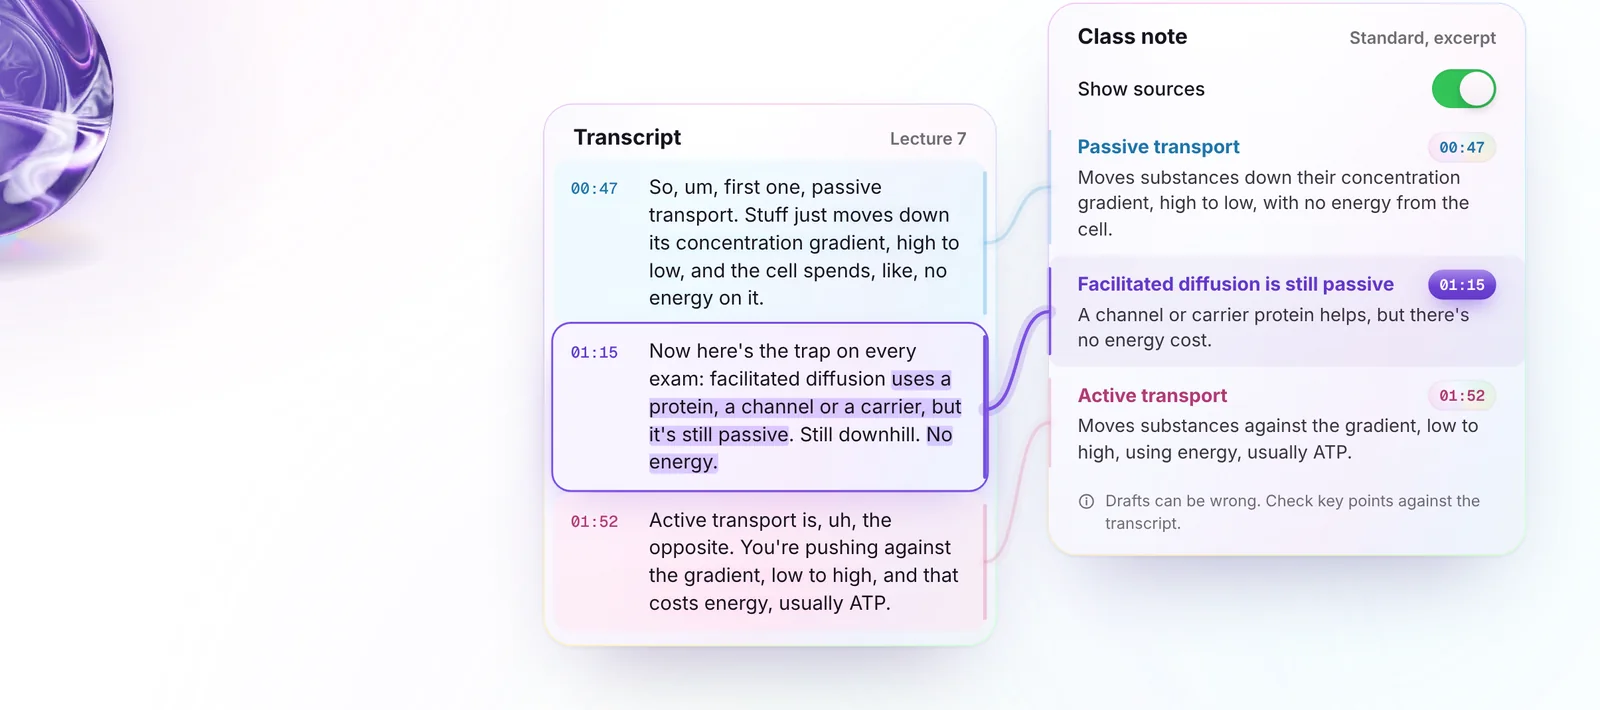 Transcript
Lecture 7
00:47
So, um, first one, passive
transport. Stuff just moves down
its concentration gradient, high to
low, and the cell spends, like, no
energy on it.
01:15
Now here's the trap on every
exam: facilitated diffusion uses a
protein, a channel or a carrier, but
it's still passive. Still downhill. No
energy.
01:52
Active transport is, uh, the
opposite. You're pushing against
the gradient, low to high, and that
costs energy, usually ATP.
Class note
Standard, excerpt
Show sources
Passive transport
00:47
Moves substances down their concentration
gradient, high to low, with no energy from the
cell.
Facilitated diffusion is still passive
01:15
A channel or carrier protein helps, but there's
no energy cost.
Active transport
01:52
Moves substances against the gradient, low to
high, using energy, usually ATP.
Drafts can be wrong. Check key points against the
transcript.